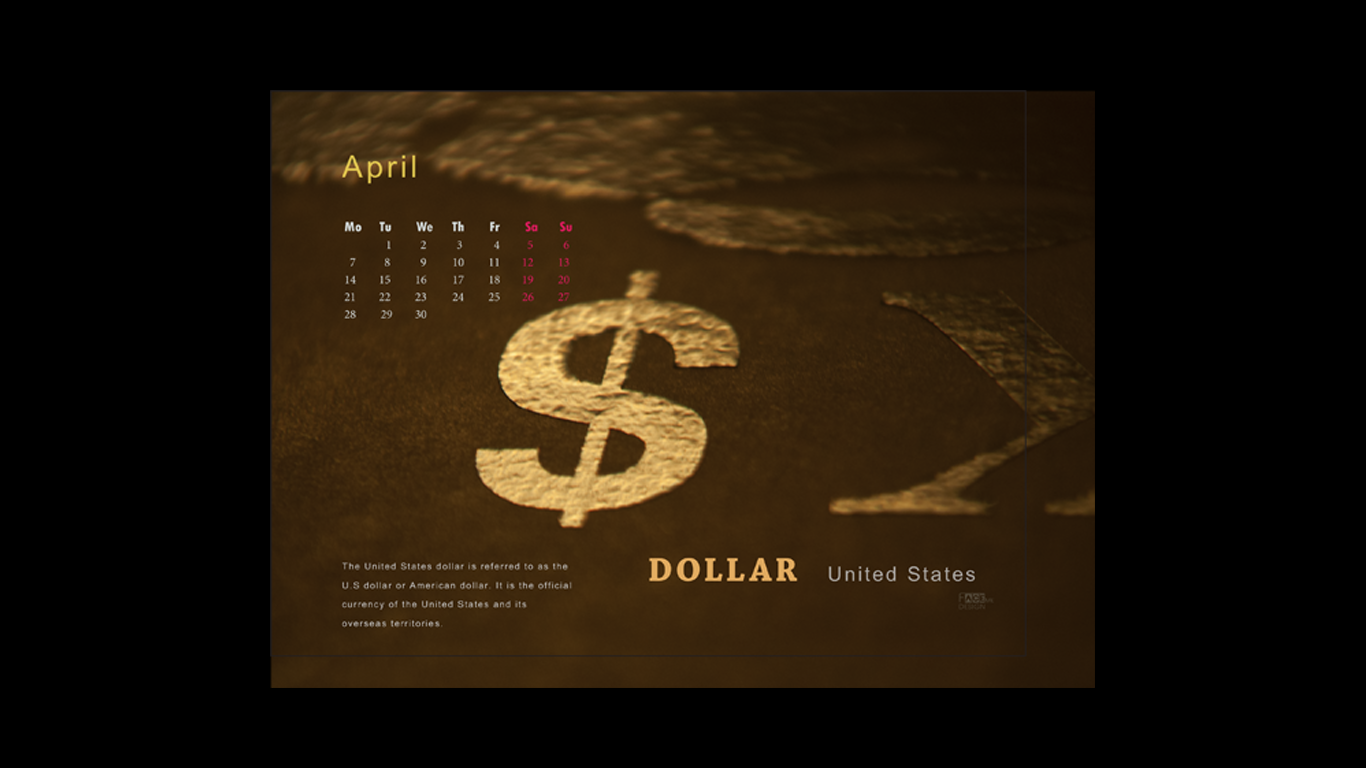 April
Mo Tu We Th Fr Sa Su
1 2 3 4 5 6
7 8 9 10 11 12 13
14 15 16 17 18 19 20
21 22 23 24 25 26 27
28 29 30
$
The United States dollar is referred to as the
U.S dollar or American dollar. It is the official
currency of the United States and its
overseas territories.
DOLLAR United States
DESIGN